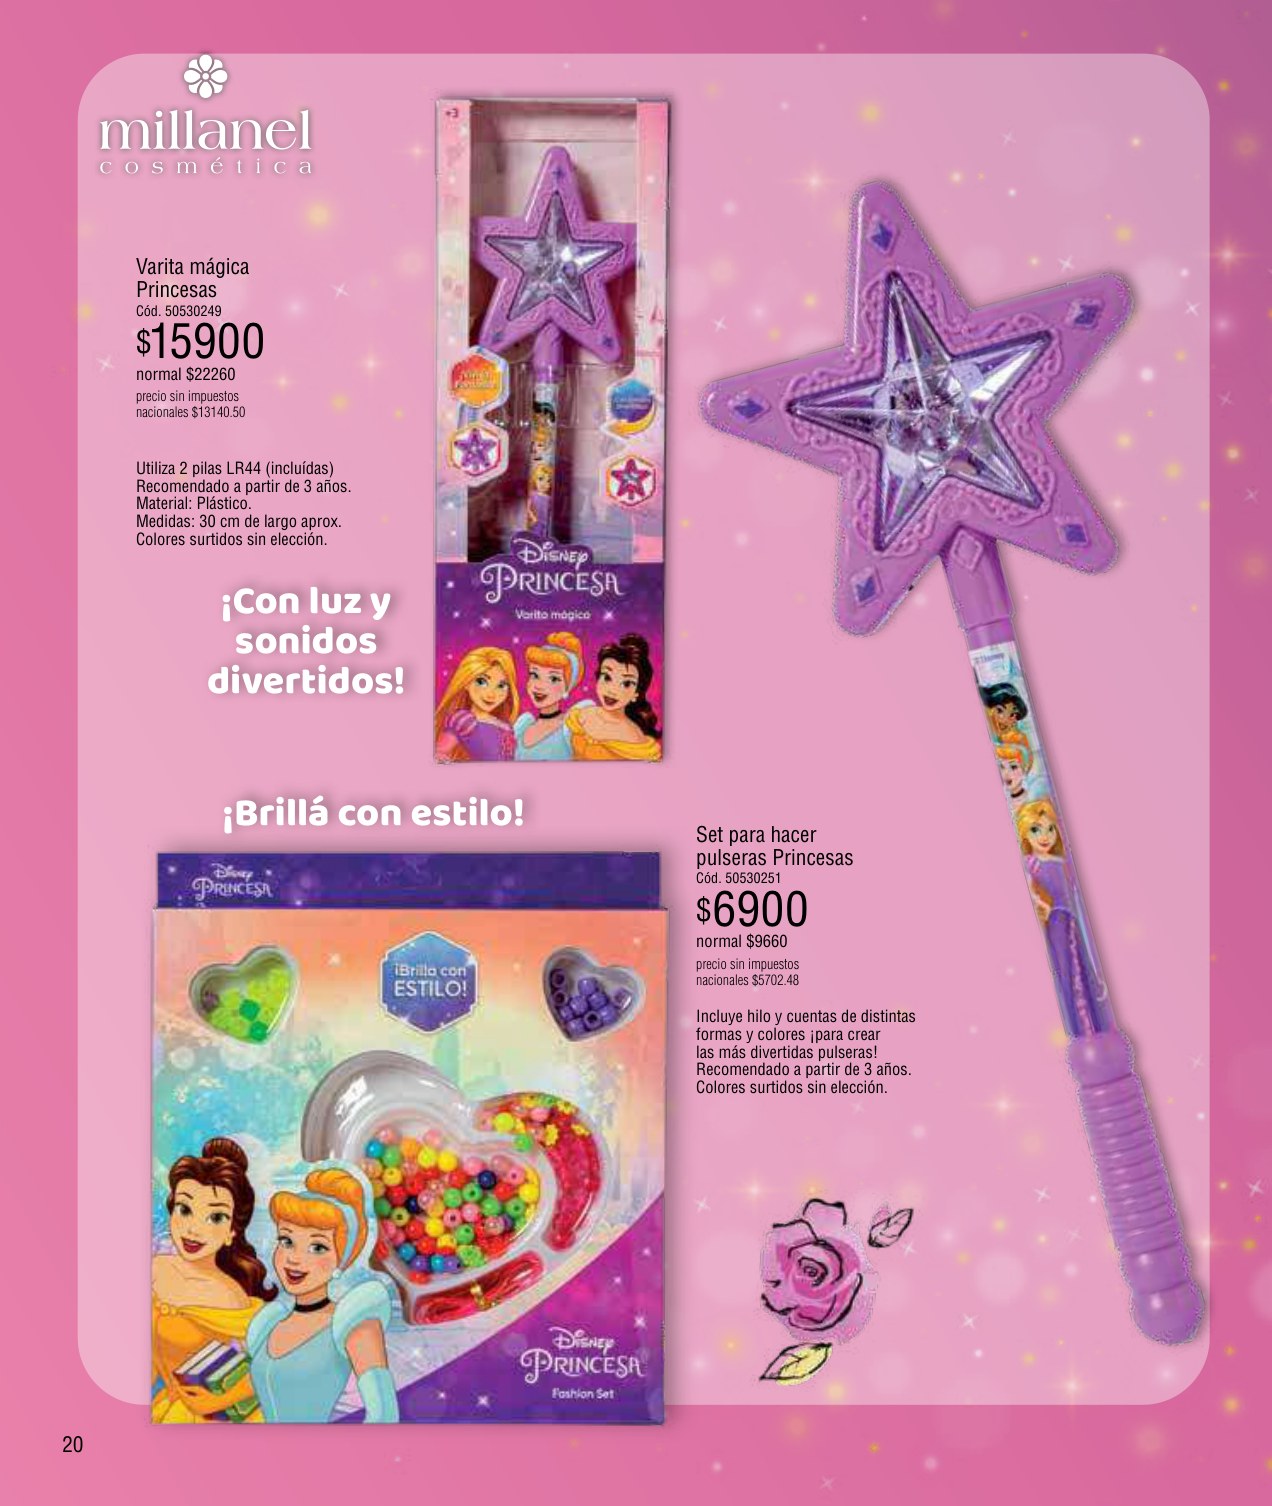 millanel
cosmética
Varita mágica
Princesas
Cód. 50530249
$15900
normal $22260
precio sin impuestos
nacionales $13140.50
Utiliza 2 pilas LR44 (incluídas)
Recomendado a partir de 3 años.
Material: Plástico.
Medidas: 30 cm de largo aprox.
Colores surtidos sin elección.
¡Con luz y
sonidos
divertidos!
+3
Disney
PRINCESA
Varita mágica
¡Brillá con estilo!
Disney
PRINCESA
¡Brilla con
ESTILO!
Disney
PRINCESA
Fashion Set
Set para hacer
pulseras Princesas
Cód. 50530251
$6900
normal $9660
precio sin impuestos
nacionales $5702.48
Incluye hilo y cuentas de distintas
formas y colores ¡para crear
las más divertidas pulseras!
Recomendado a partir de 3 años.
Colores surtidos sin elección.
20